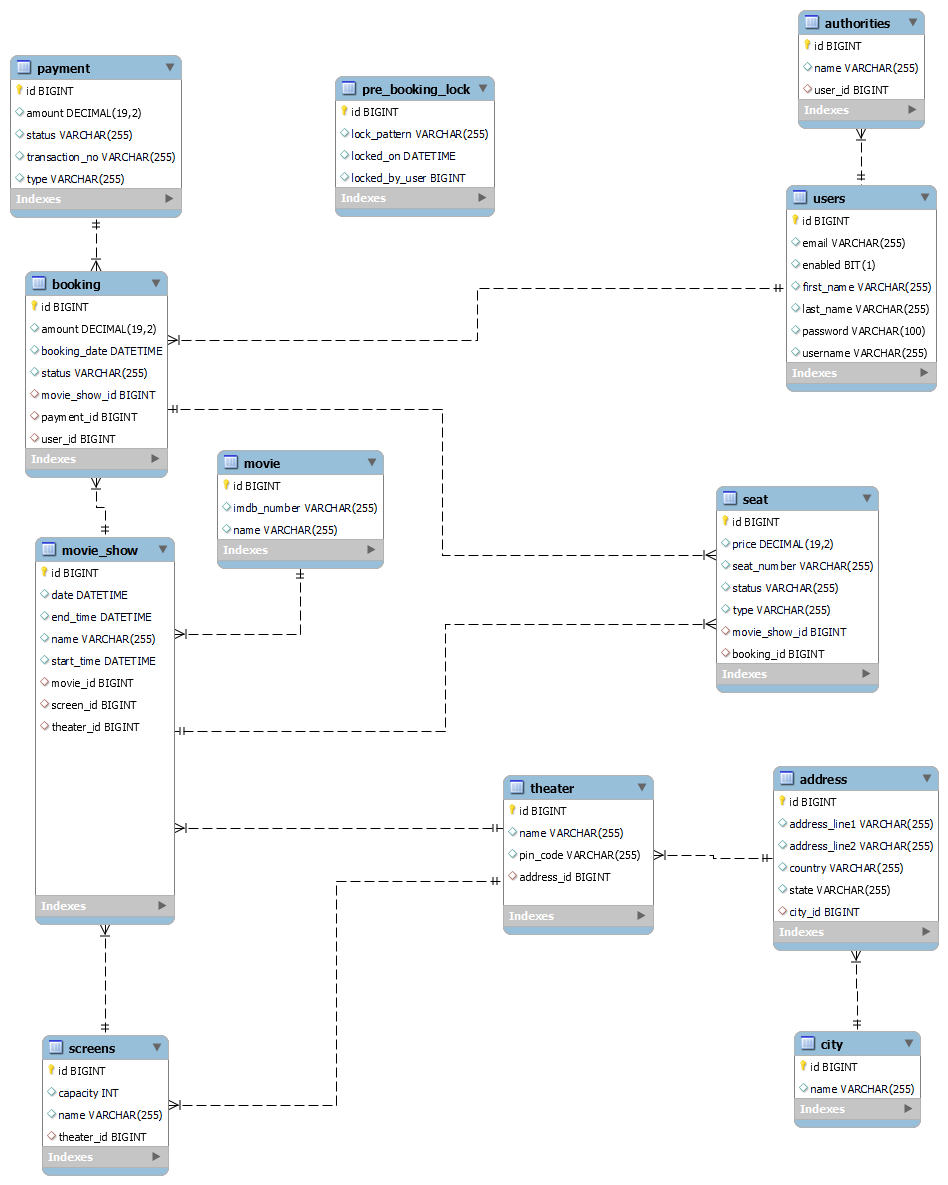 payment
id BIGINT
amount DECIMAL(19,2)
status VARCHAR(255)
transaction_no VARCHAR(255)
type VARCHAR(255)
Indexes
pre_booking_lock
id BIGINT
lock_pattern VARCHAR(255)
locked_on DATETIME
locked_by_user BIGINT
Indexes
authorities
id BIGINT
name VARCHAR(255)
user_id BIGINT
Indexes
users
id BIGINT
email VARCHAR(255)
enabled BIT(1)
first_name VARCHAR(255)
last_name VARCHAR(255)
password VARCHAR(100)
username VARCHAR(255)
Indexes
booking
id BIGINT
amount DECIMAL(19,2)
booking_date DATETIME
status VARCHAR(255)
movie_show_id BIGINT
payment_id BIGINT
user_id BIGINT
Indexes
movie
id BIGINT
imdb_number VARCHAR(255)
name VARCHAR(255)
Indexes
seat
id BIGINT
price DECIMAL(19,2)
seat_number VARCHAR(255)
status VARCHAR(255)
type VARCHAR(255)
movie_show_id BIGINT
booking_id BIGINT
Indexes
movie_show
id BIGINT
date DATETIME
end_time DATETIME
name VARCHAR(255)
start_time DATETIME
movie_id BIGINT
screen_id BIGINT
theater_id BIGINT
Indexes
theater
id BIGINT
name VARCHAR(255)
pin_code VARCHAR(255)
address_id BIGINT
Indexes
address
id BIGINT
address_line1 VARCHAR(255)
address_line2 VARCHAR(255)
country VARCHAR(255)
state VARCHAR(255)
city_id BIGINT
Indexes
screens
id BIGINT
capacity INT
name VARCHAR(255)
theater_id BIGINT
Indexes
city
id BIGINT
name VARCHAR(255)
Indexes